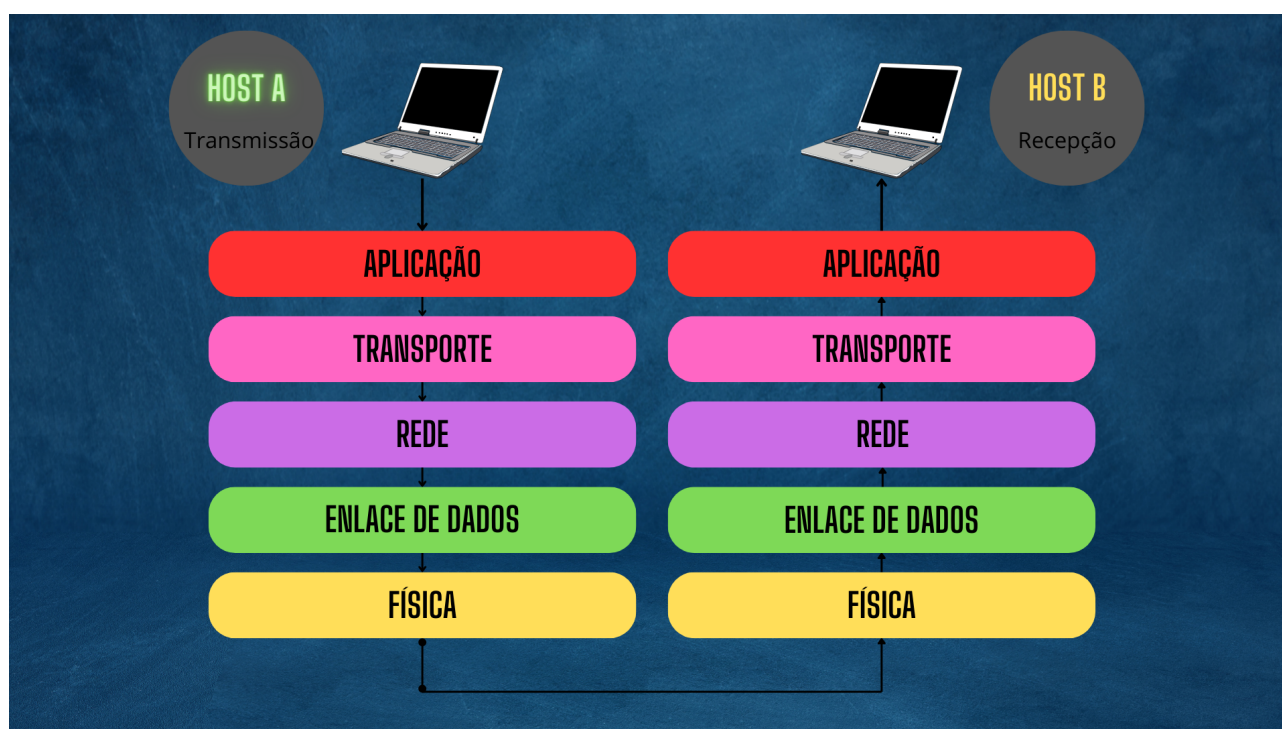 HOST A
Transmissão
HOST B
Recepção
APLICAÇÃO
APLICAÇÃO
TRANSPORTE
TRANSPORTE
REDE
REDE
ENLACE DE DADOS
ENLACE DE DADOS
FÍSICA
FÍSICA